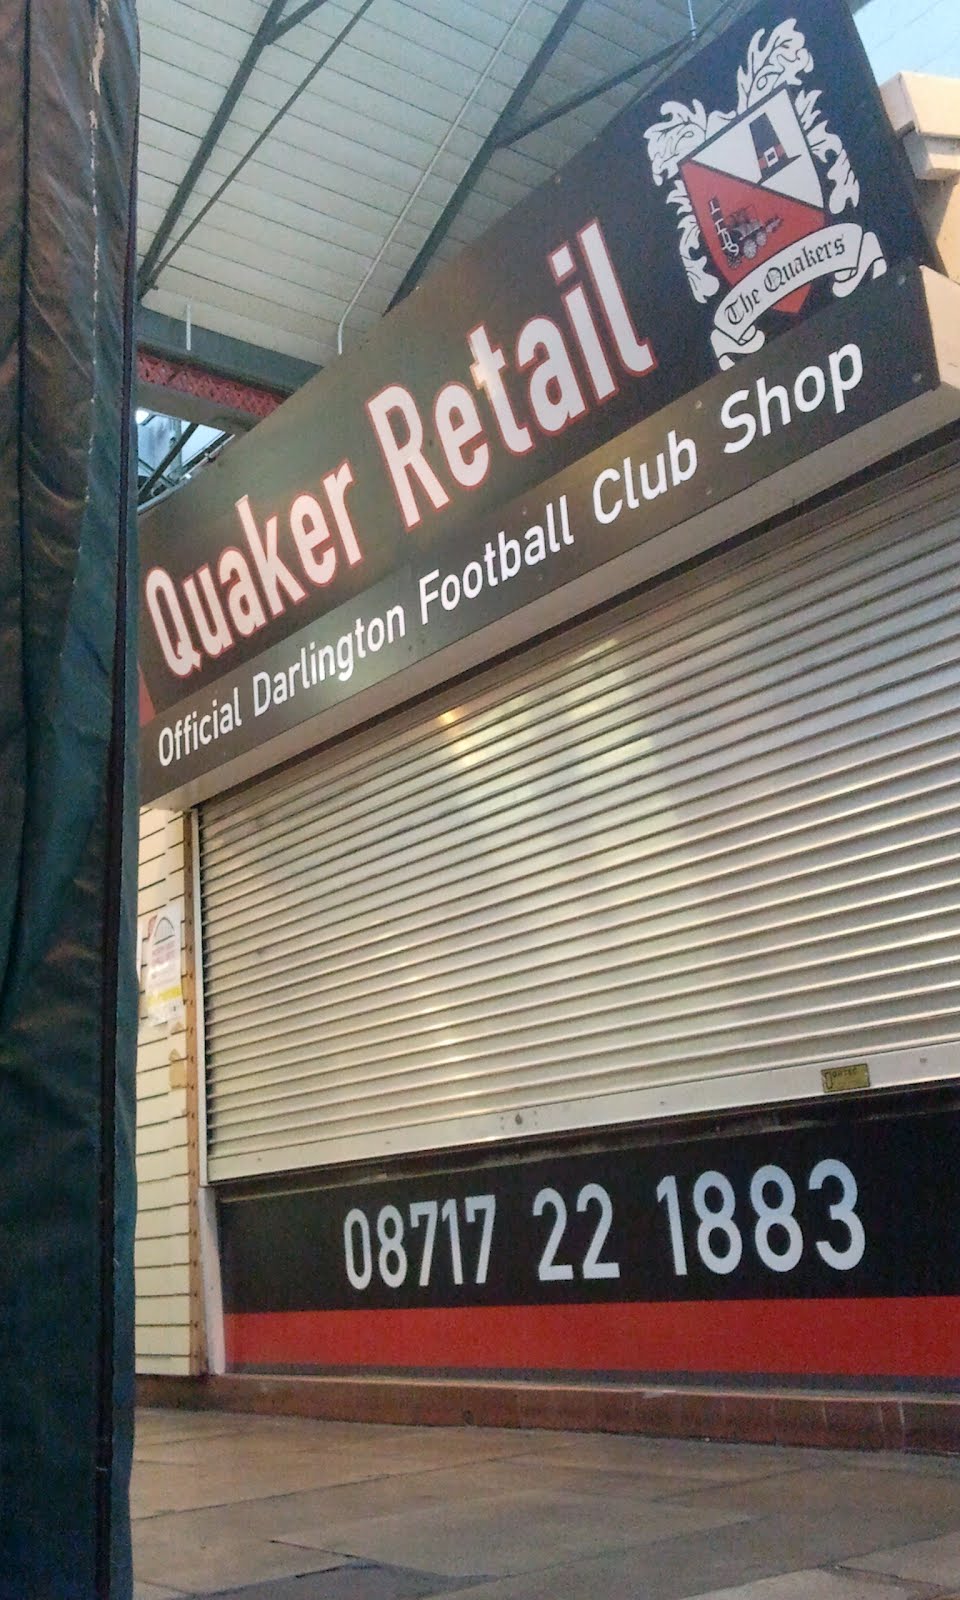 The Quakers
Quaker Retail
Official Darlington Football Club Shop
08717 22 1883